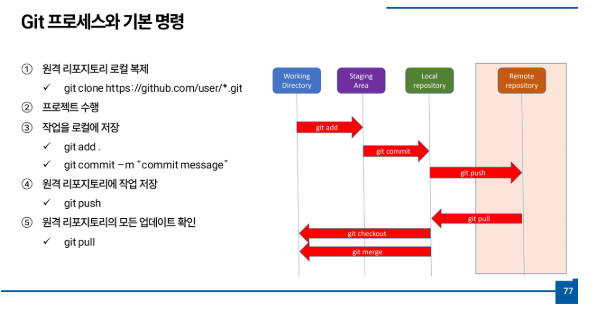 Git 프로세스와 기본 명령
① 원격 리포지토리 로컬 복제
✓ git clone https://github.com/user/*.git
② 프로젝트 수행
③ 작업을 로컬에 저장
✓ git add .
✓ git commit –m “commit message”
④ 원격 리포지토리에 작업 저장
✓ git push
⑤ 원격 리포지토리의 모든 업데이트 확인
✓ git pull
Working
Directory
Staging
Area
Local
repository
Remote
repository
git add
git commit
git push
git pull
git checkout
git merge
77